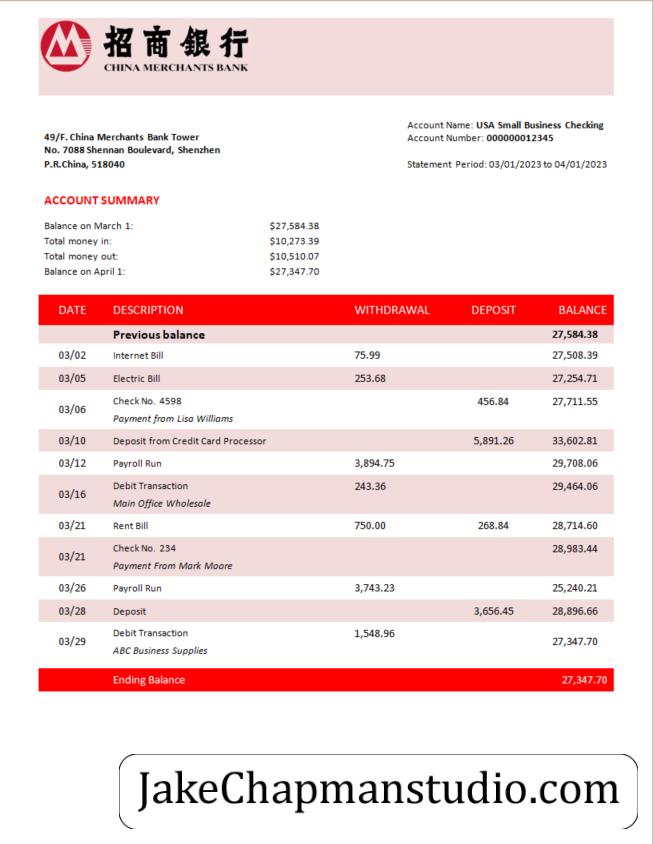 招商銀行
CHINA MERCHANTS BANK
49/F. China Merchants Bank Tower
No. 7088 Shennan Boulevard, Shenzhen
P.R.China, 518040
Account Name: USA Small Business Checking
Account Number: 000000012345
Statement Period: 03/01/2023 to 04/01/2023
ACCOUNT SUMMARY
Balance on March 1: $27,584.38
Total money in: $10,273.39
Total money out: $10,510.07
Balance on April 1: $27,347.70
DATE DESCRIPTION WITHDRAWAL DEPOSIT BALANCE
Previous balance 27,584.38
03/02 Internet Bill 75.99 27,508.39
03/05 Electric Bill 253.68 27,254.71
03/06 Check No. 4598 456.84 27,711.55
Payment from Lisa Williams
03/10 Deposit from Credit Card Processor 5,891.26 33,602.81
03/12 Payroll Run 3,894.75 29,708.06
03/16 Debit Transaction 243.36 29,464.06
Main Office Wholesale
03/21 Rent Bill 750.00 268.84 28,714.60
03/21 Check No. 234 28,983.44
Payment From Mark Moore
03/26 Payroll Run 3,743.23 25,240.21
03/28 Deposit 3,656.45 28,896.66
03/29 Debit Transaction 1,548.96 27,347.70
ABC Business Supplies
Ending Balance 27,347.70
JakeChapmanstudio.com